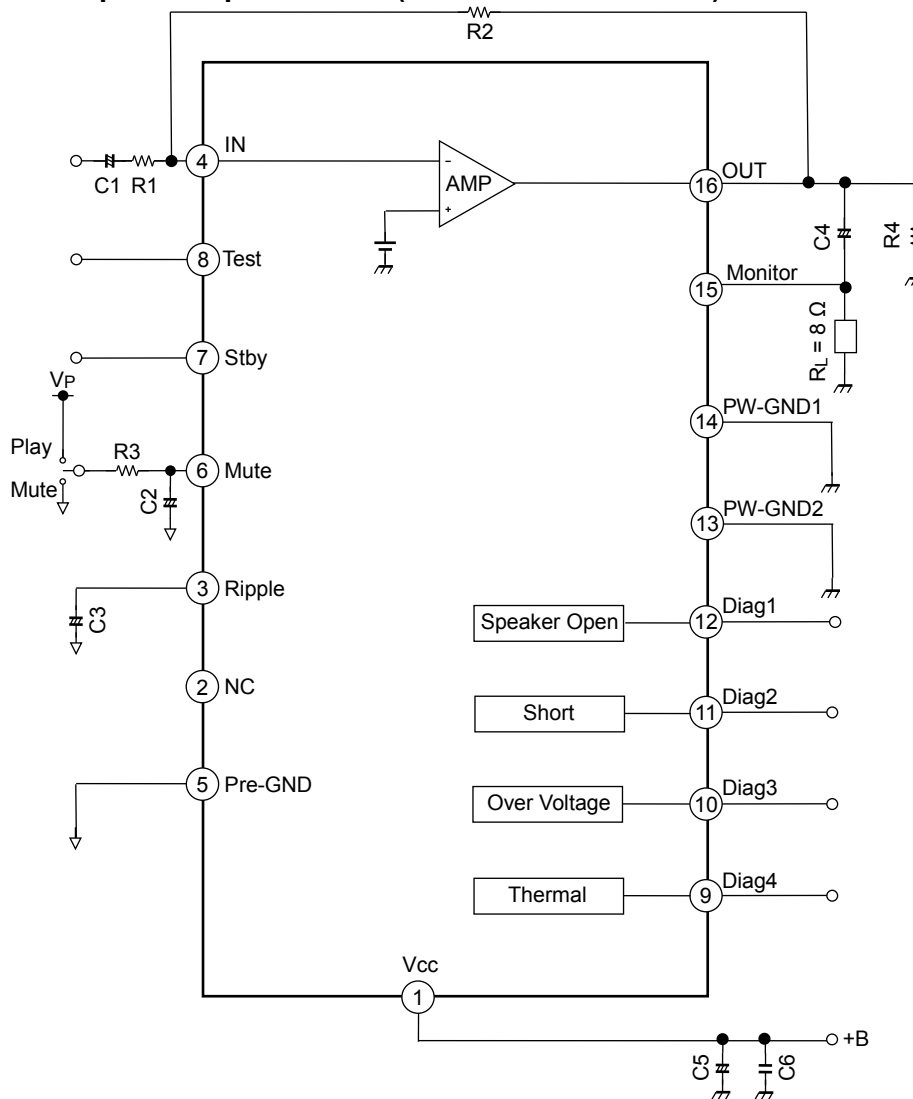 R2
IN
4
C1 R1
AMP
-
+
OUT
16
8
Test
C4
R4
Monitor
15
RL = 8 Ω
7
Stby
VP
Play
Mute
R3
6
Mute
C2
14
PW-GND1
13
PW-GND2
3
Ripple
C3
Speaker Open
12
Diag1
2
NC
Short
11
Diag2
5
Pre-GND
Over Voltage
10
Diag3
Thermal
9
Diag4
Vcc
1
+B
C5
C6